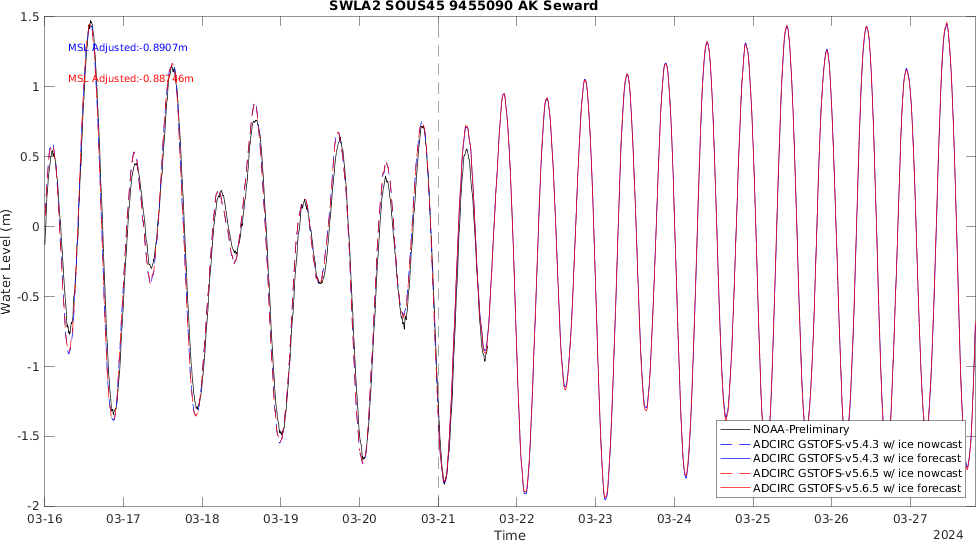 SWLA2 SOUS45 9455090 AK Seward
1.5
1
0.5
0
-0.5
-1
-1.5
-2
Water Level (m)
MSL Adjusted:-0.8907m
MSL Adjusted:-0.88746m
NOAA-Preliminary
ADCIRC GSTOFS-v5.4.3 w/ ice nowcast
ADCIRC GSTOFS-v5.4.3 w/ ice forecast
ADCIRC GSTOFS-v5.6.5 w/ ice nowcast
ADCIRC GSTOFS-v5.6.5 w/ ice forecast
03-16 03-17 03-18 03-19 03-20 03-21 03-22 03-23 03-24 03-25 03-26 03-27
Time
2024